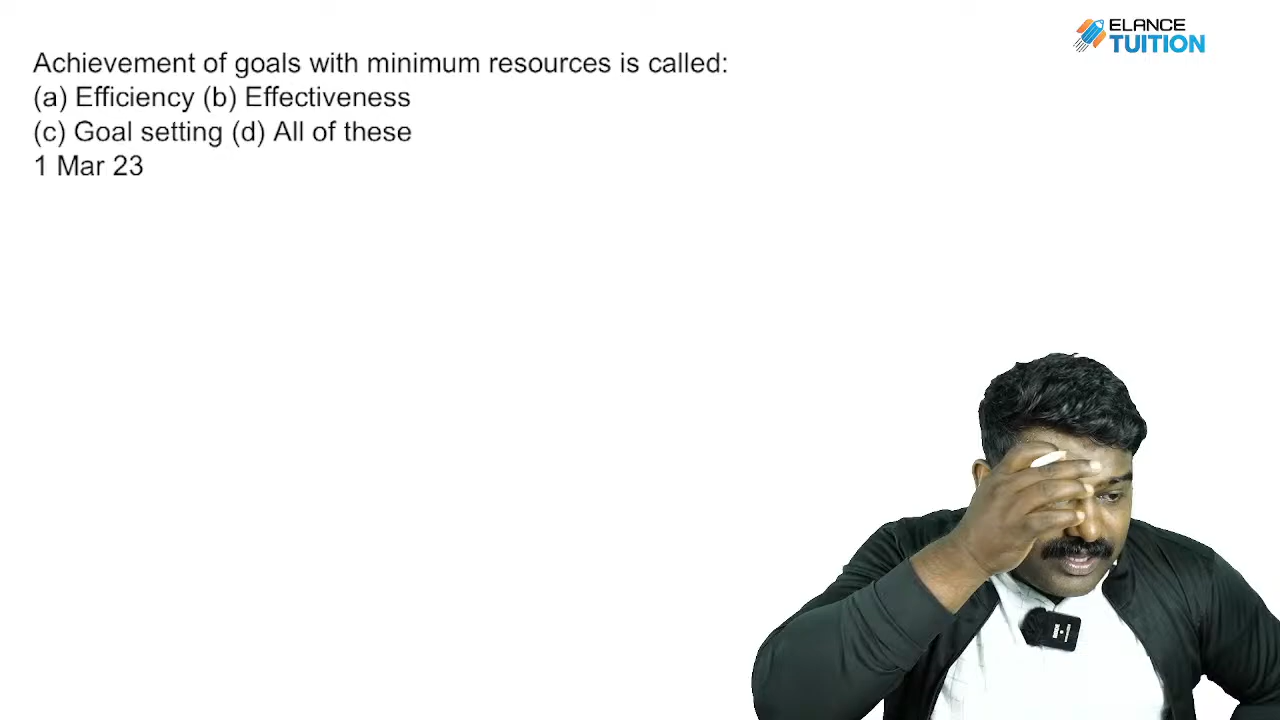 ELANCE
TUITION
Achievement of goals with minimum resources is called:
(a) Efficiency (b) Effectiveness
(c) Goal setting (d) All of these
1 Mar 23